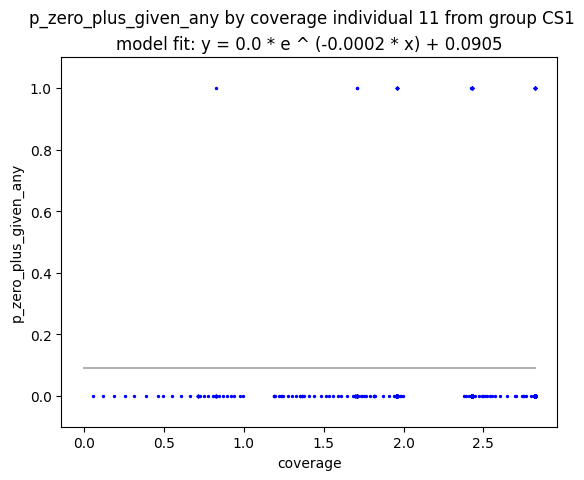 p_zero_plus_given_any by coverage individual 11 from group CS1
model fit: y = 0.0 * e ^ (-0.0002 * x) + 0.0905
1.0
0.8
0.6
0.4
0.2
0.0
p_zero_plus_given_any
0.0 0.5 1.0 1.5 2.0 2.5
coverage